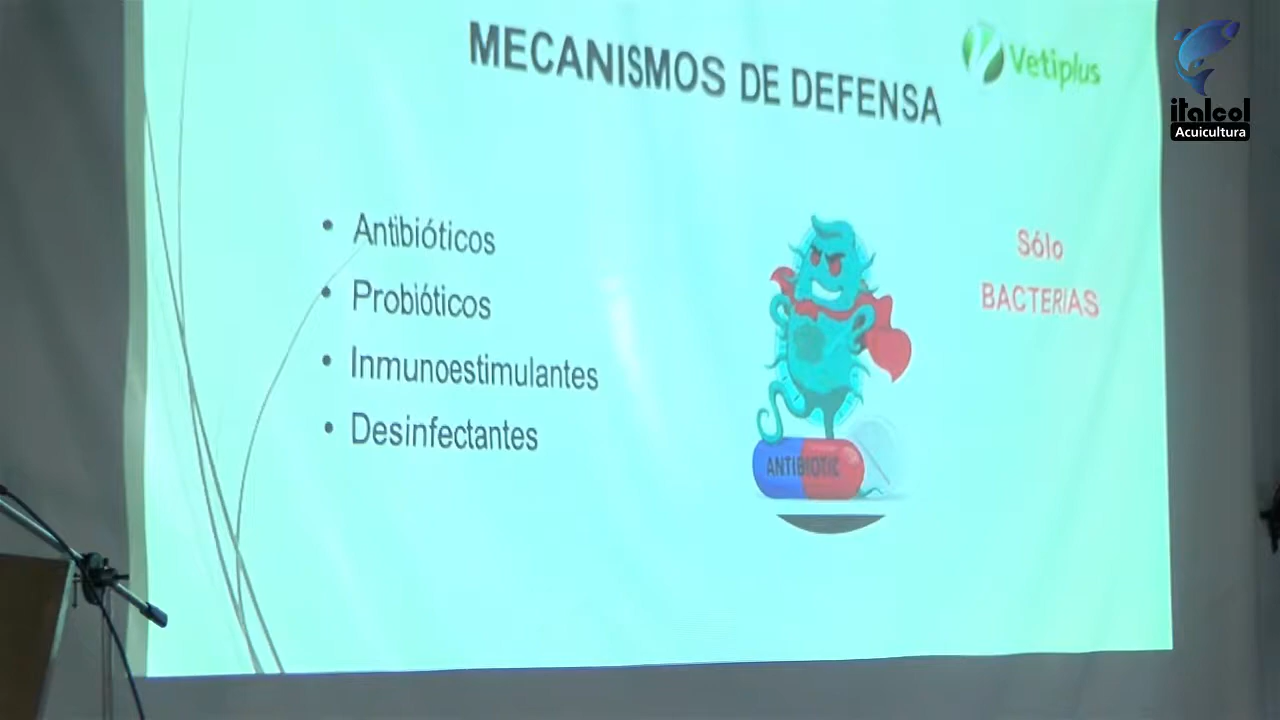 MECANISMOS DE DEFENSA
Vetiplus
italcol
Acuicultura
• Antibióticos
• Probióticos
• Inmunoestimulantes
• Desinfectantes
Sólo
BACTERIAS
ANTIBIOTIC